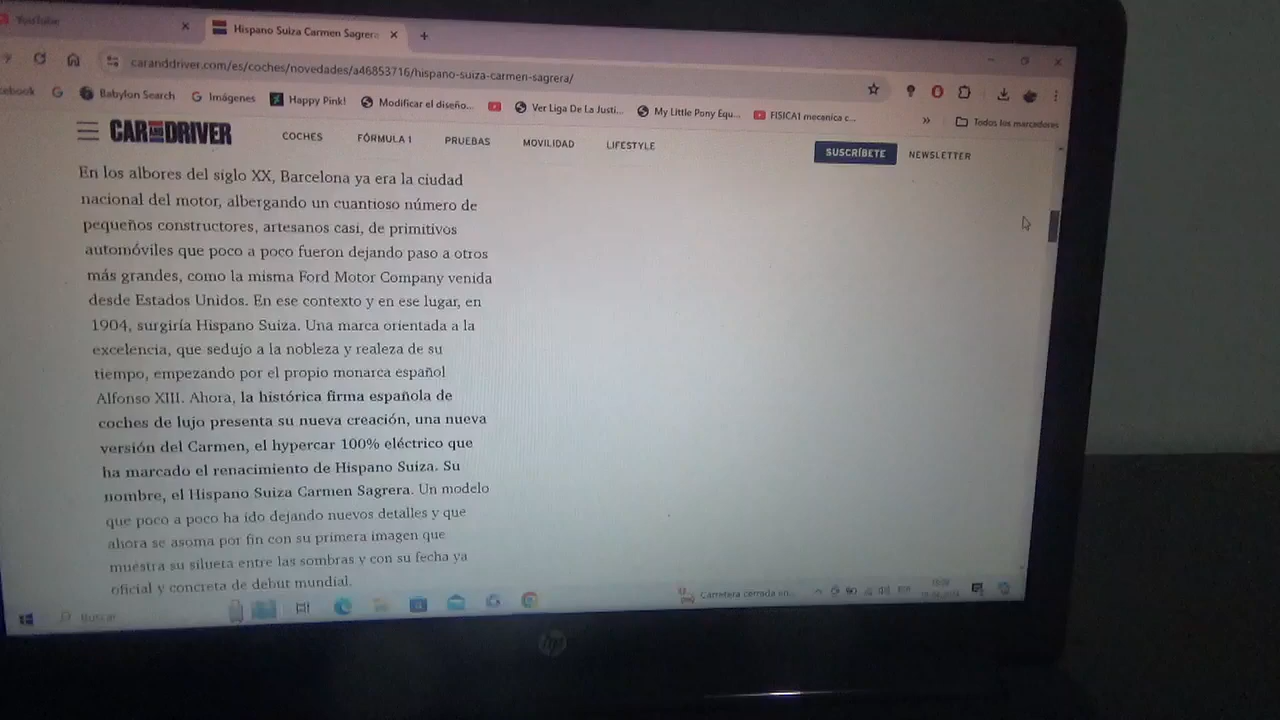 YouTube
Hispano Suiza Carmen Sagrera
caranddriver.com/es/coches/novedades/a46853716/hispano-suiza-carmen-sagrera/
cebook
Babylon Search
Imágenes
Happy Pink!
Modificar el diseño...
Ver Liga De La Justi...
My Little Pony Equ...
FISICA1 mecanica c...
Todos los marcadores
CAR AND DRIVER
COCHES
FÓRMULA 1
PRUEBAS
MOVILIDAD
LIFESTYLE
SUSCRÍBETE
NEWSLETTER
En los albores del siglo XX, Barcelona ya era la ciudad
nacional del motor, albergando un cuantioso número de
pequeños constructores, artesanos casi, de primitivos
automóviles que poco a poco fueron dejando paso a otros
más grandes, como la misma Ford Motor Company venida
desde Estados Unidos. En ese contexto y en ese lugar, en
1904, surgiría Hispano Suiza. Una marca orientada a la
excelencia, que sedujo a la nobleza y realeza de su
tiempo, empezando por el propio monarca español
Alfonso XIII. Ahora, la histórica firma española de
coches de lujo presenta su nueva creación, una nueva
versión del Carmen, el hypercar 100% eléctrico que
ha marcado el renacimiento de Hispano Suiza. Su
nombre, el Hispano Suiza Carmen Sagrera. Un modelo
que poco a poco ha ido dejando nuevos detalles y que
ahora se asoma por fin con su primera imagen que
muestra su silueta entre las sombras y con su fecha ya
oficial y concreta de debut mundial.
Buscar
Carretera cerrada en...
hp